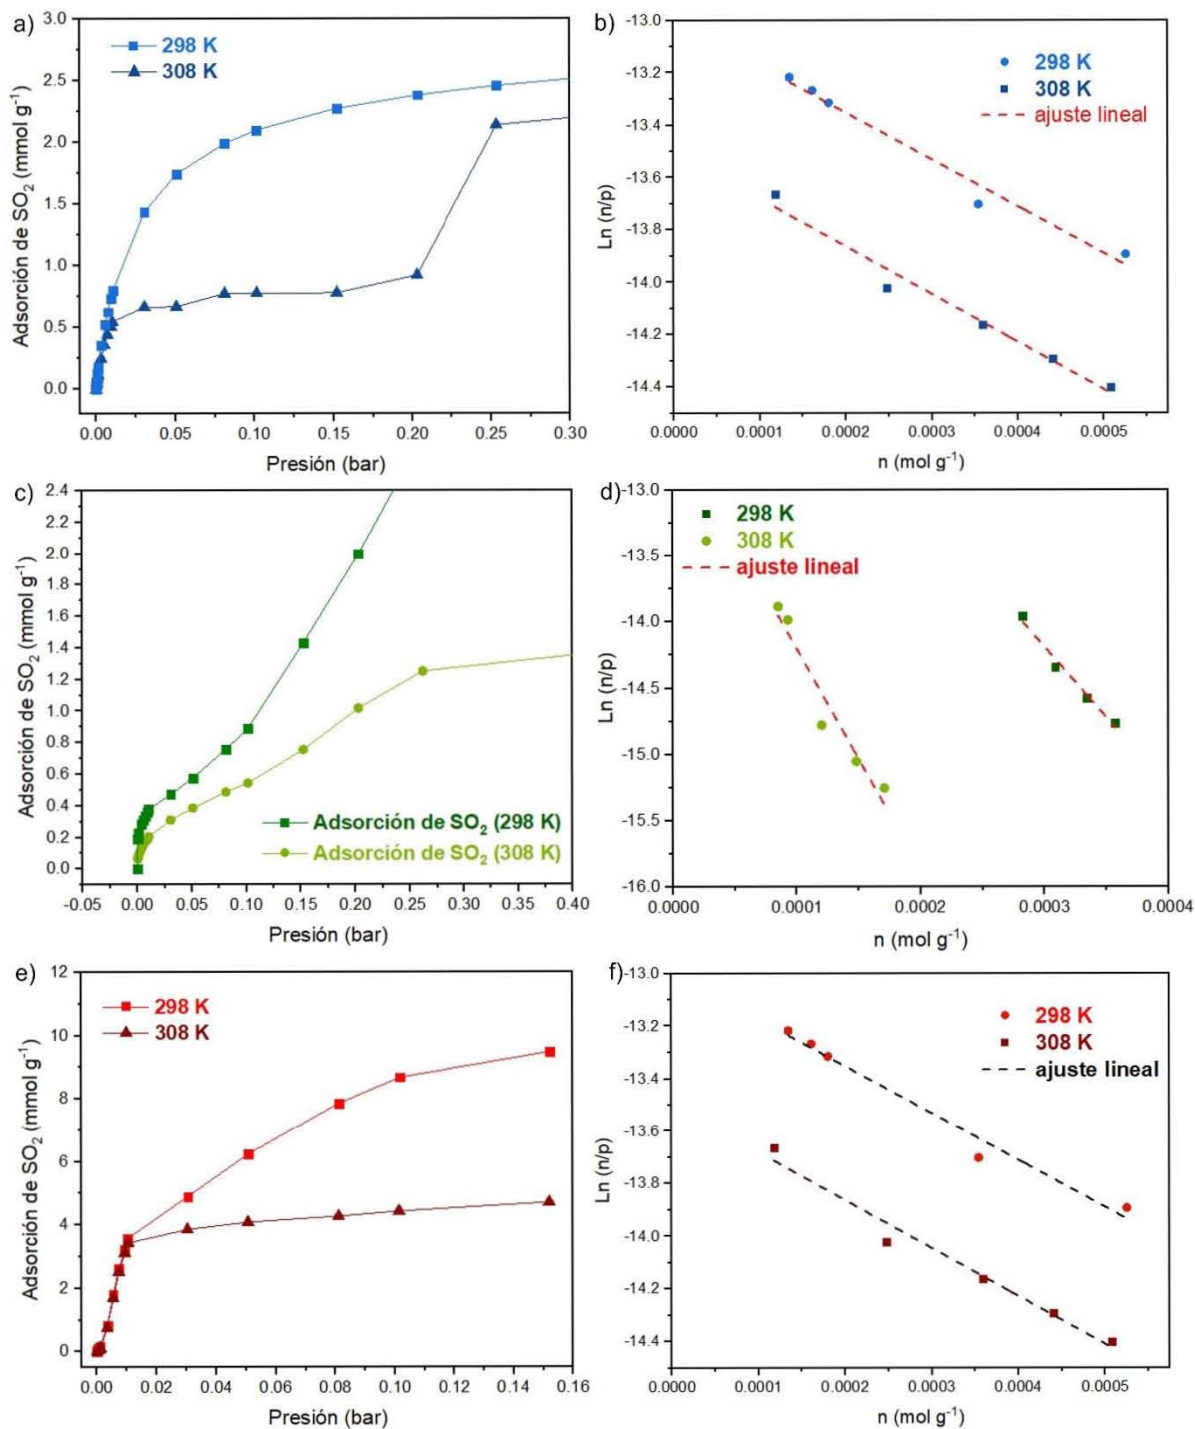 a)
298 K
308 K
Adsorción de SO₂ (mmol g⁻¹)
3.0
2.5
2.0
1.5
1.0
0.5
0.0
0.00 0.05 0.10 0.15 0.20 0.25 0.30
Presión (bar)
b)
298 K
308 K
ajuste lineal
Ln (n/p)
-13.0
-13.2
-13.4
-13.6
-13.8
-14.0
-14.2
-14.4
0.0000 0.0001 0.0002 0.0003 0.0004 0.0005
n (mol g⁻¹)
c)
Adsorción de SO₂ (mmol g⁻¹)
2.4
2.2
2.0
1.8
1.6
1.4
1.2
1.0
0.8
0.6
0.4
0.2
0.0
Adsorción de SO₂ (298 K)
Adsorción de SO₂ (308 K)
-0.05 0.00 0.05 0.10 0.15 0.20 0.25 0.30 0.35 0.40
Presión (bar)
d)
298 K
308 K
ajuste lineal
Ln (n/p)
-13.0
-13.5
-14.0
-14.5
-15.0
-15.5
-16.0
0.0000 0.0001 0.0002 0.0003 0.0004
n (mol g⁻¹)
e)
298 K
308 K
Adsorción de SO₂ (mmol g⁻¹)
12
10
8
6
4
2
0
0.00 0.02 0.04 0.06 0.08 0.10 0.12 0.14 0.16
Presión (bar)
f)
298 K
308 K
ajuste lineal
Ln (n/p)
-13.0
-13.2
-13.4
-13.6
-13.8
-14.0
-14.2
-14.4
0.0000 0.0001 0.0002 0.0003 0.0004 0.0005
n (mol g⁻¹)